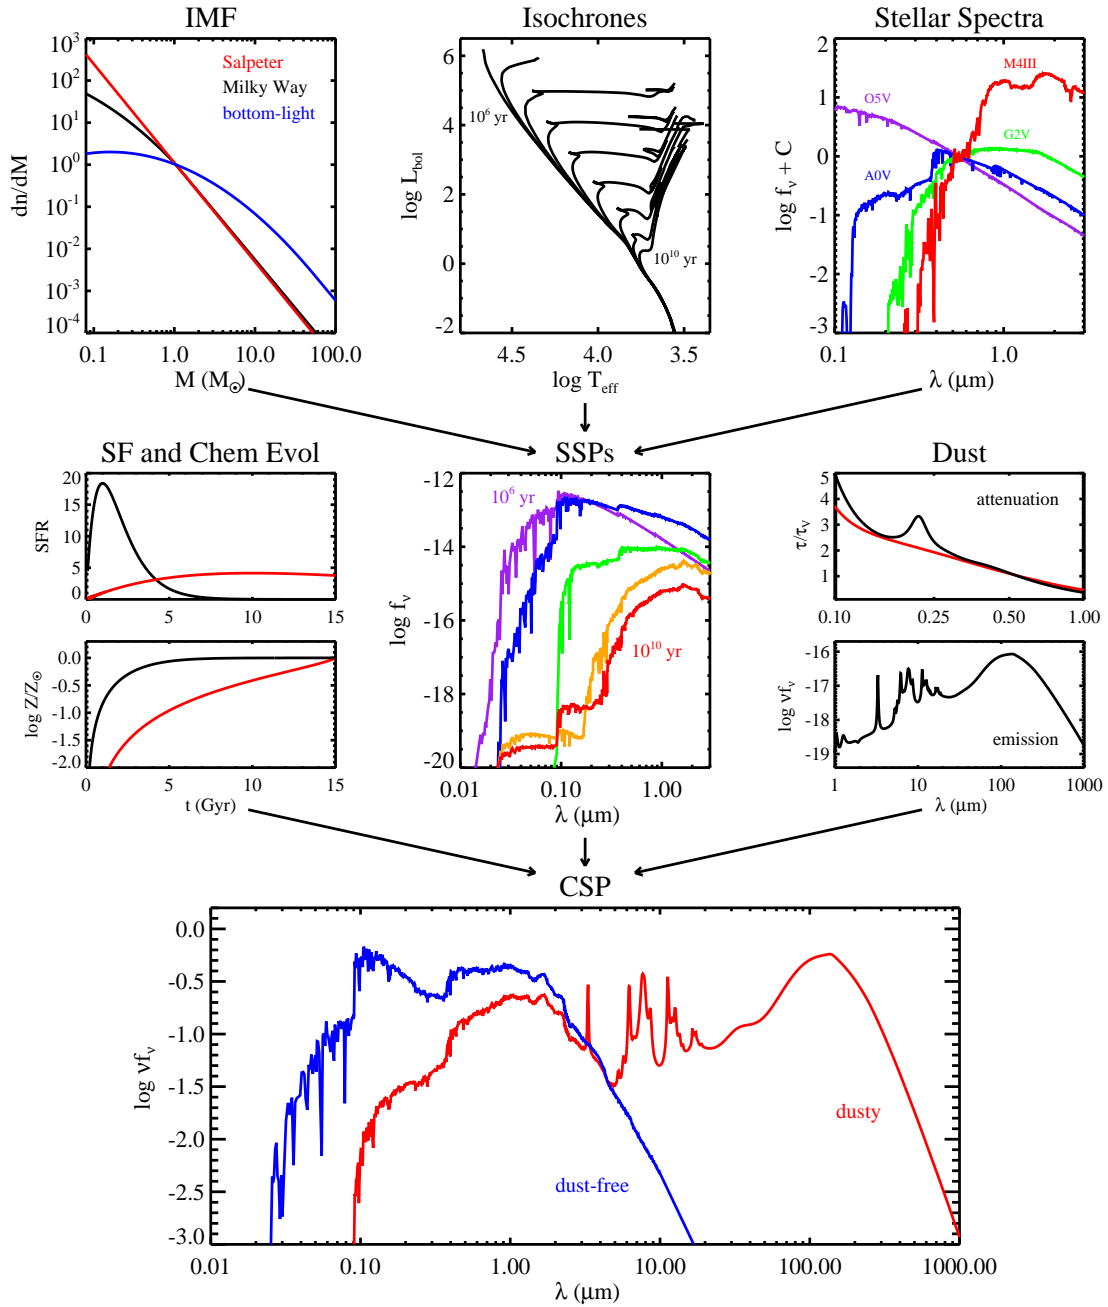 IMF
Isochrones
Stellar Spectra
10³
10²
10¹
10⁰
10⁻¹
10⁻²
10⁻³
10⁻⁴
dn/dM
Salpeter
Milky Way
bottom-light
0.1
1.0
10.0
100.0
M (M☉)
6
4
2
0
-2
log L_bol
10⁶ yr
10¹⁰ yr
4.5
4.0
3.5
log T_eff
2
1
0
-1
-2
-3
log f_ν + C
M4III
O5V
G2V
A0V
0.1
1.0
λ (μm)
SF and Chem Evol
SSPs
Dust
20
15
10
5
0
SFR
0
5
10
15
0.0
-0.5
-1.0
-1.5
-2.0
log Z/Z☉
0
5
10
15
t (Gyr)
-12
-14
-16
-18
-20
log f_ν
10⁶ yr
10¹⁰ yr
0.01
0.10
1.00
λ (μm)
5
4
3
2
1
τ/τ_ν
attenuation
0.10
0.25
0.50
1.00
-16
-17
-18
-19
log νf_ν
emission
1
10
100
1000
λ (μm)
CSP
0.0
-0.5
-1.0
-1.5
-2.0
-2.5
-3.0
log νf_ν
dusty
dust-free
0.01
0.10
1.00
10.00
100.00
1000.00
λ (μm)